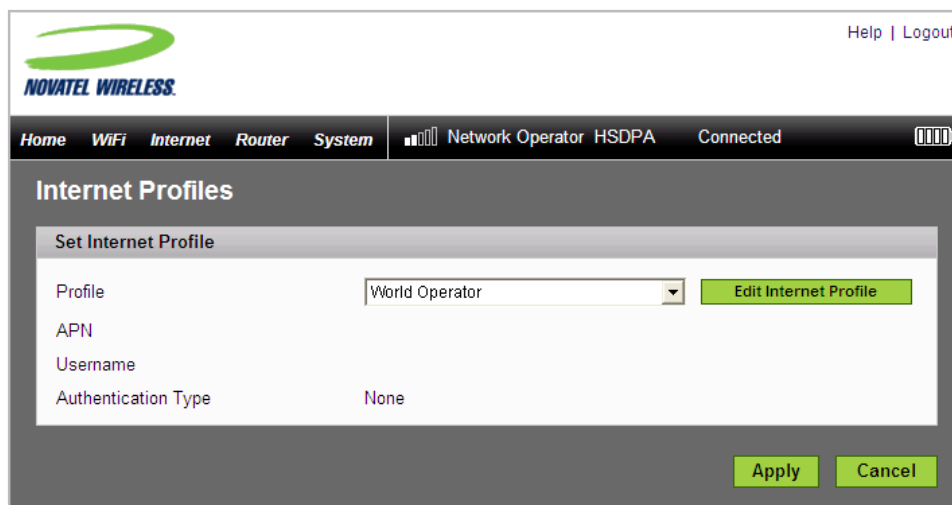 Help | Logout
NOVATEL WIRELESS.
Home WiFi Internet Router System Network Operator HSDPA Connected
Internet Profiles
Set Internet Profile
Profile World Operator Edit Internet Profile
APN
Username
Authentication Type None
Apply Cancel